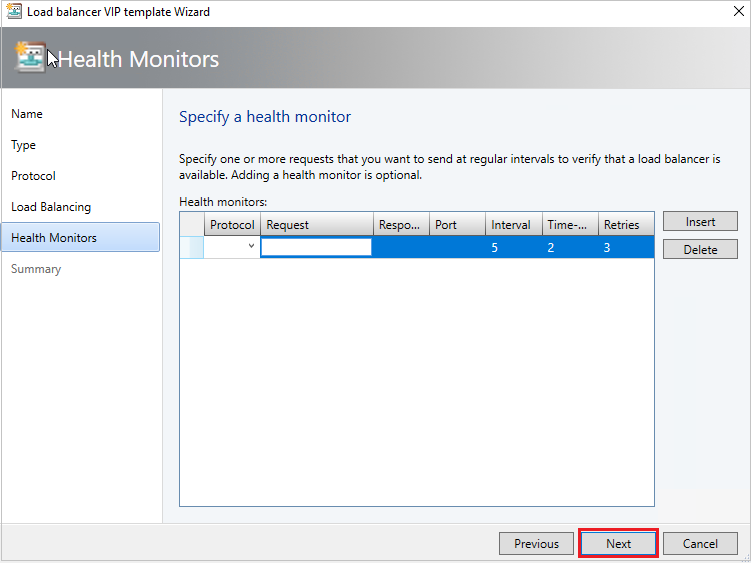 Load balancer VIP template Wizard
Health Monitors
Name
Type
Protocol
Load Balancing
Health Monitors
Summary
Specify a health monitor
Specify one or more requests that you want to send at regular intervals to verify that a load balancer is
available. Adding a health monitor is optional.
Health monitors:
Protocol Request Respo... Port Interval Time-... Retries
5 2 3
Insert
Delete
Previous Next Cancel